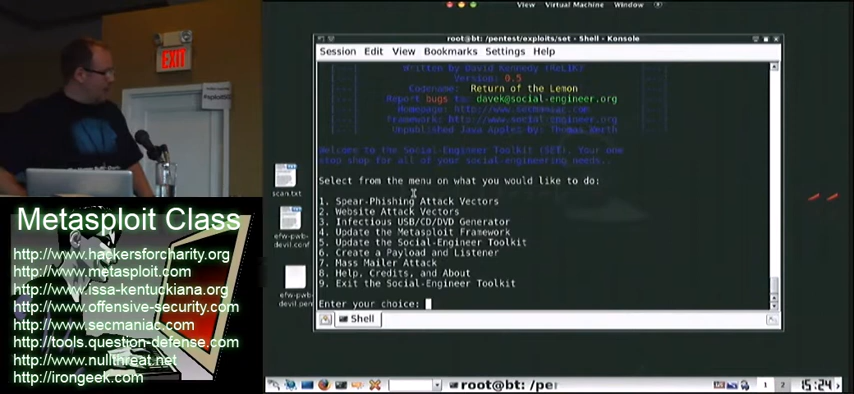 EXIT
Metasploit Class
http://www.hackersforcharity.org
http://www.metasploit.com
http://www.issa-kentuckiana.org
http://www.offensive-security.com
http://www.secmaniac.com
http://tools.question-defense.com
http://www.nullthreat.net
http://irongeek.com
View Virtual Machine Window
root@bt: /pentest/exploits/set - Shell - Konsole
Session Edit View Bookmarks Settings Help
Written by David Kennedy (ReL1K)
Version: 0.5
Codename: Return of the Lemon
Report bugs to: davek@social-engineer.org
Homepage: http://www.secmaniac.com
Framework: http://www.social-engineer.org
Unpublished Java Applet by: Thomas Werth
Welcome to the Social-Engineer Toolkit (SET). Your one
stop shop for all of your social-engineering needs..
Select from the menu on what you would like to do:
1. Spear-Phishing Attack Vectors
2. Website Attack Vectors
3. Infectious USB/CD/DVD Generator
4. Update the Metasploit Framework
5. Update the Social-Engineer Toolkit
6. Create a Payload and Listener
7. Mass Mailer Attack
8. Help, Credits, and About
9. Exit the Social-Engineer Toolkit
Enter your choice:
Shell
scan.txt
efw-pwb-
devil.conf
efw-pwb-
root@bt: /per
1 2
15:24